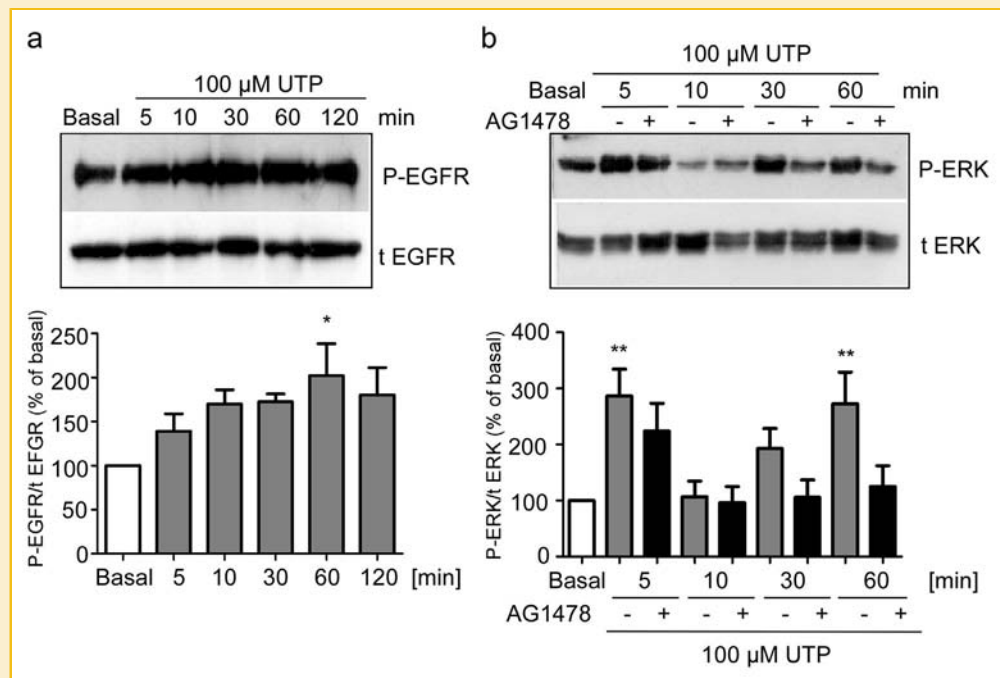 a
100 µM UTP
Basal 5 10 30 60 120 min
P-EGFR
t EGFR
P-EGFR/t EFGR (% of basal)
250
200
150
100
50
0
*
Basal 5 10 30 60 120 [min]
b
100 µM UTP
Basal 5 10 30 60 min
AG1478 - + - + - + - +
P-ERK
t ERK
P-ERK/t ERK (% of basal)
400
300
200
100
0
** **
Basal 5 10 30 60 [min]
AG1478 - + - + - + - +
100 µM UTP